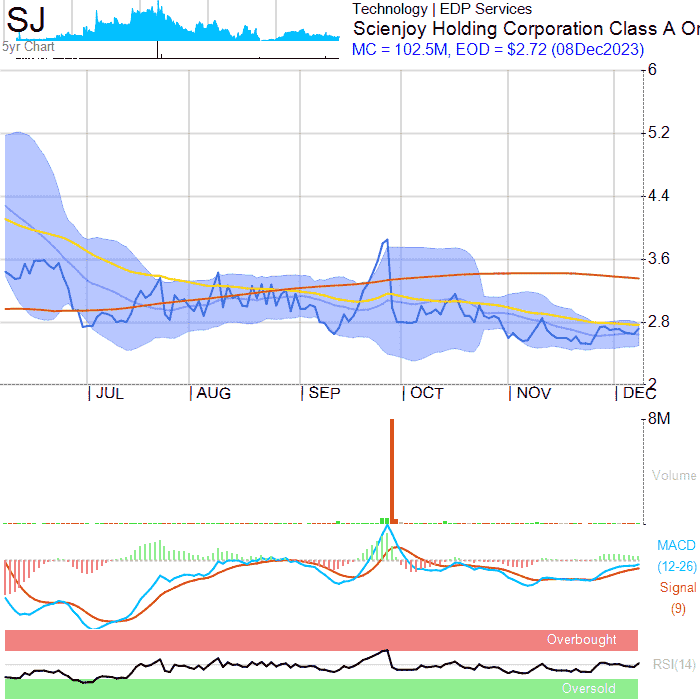 SJ
5yr Chart
Technology | EDP Services
Scienjoy Holding Corporation Class A Or
MC = 102.5M, EOD = $2.72 (08Dec2023)
6
5.2
4.4
3.6
2.8
2
JUL
AUG
SEP
OCT
NOV
DEC
8M
Volume
MACD
(12-26)
Signal
(9)
Overbought
RSI(14)
Oversold